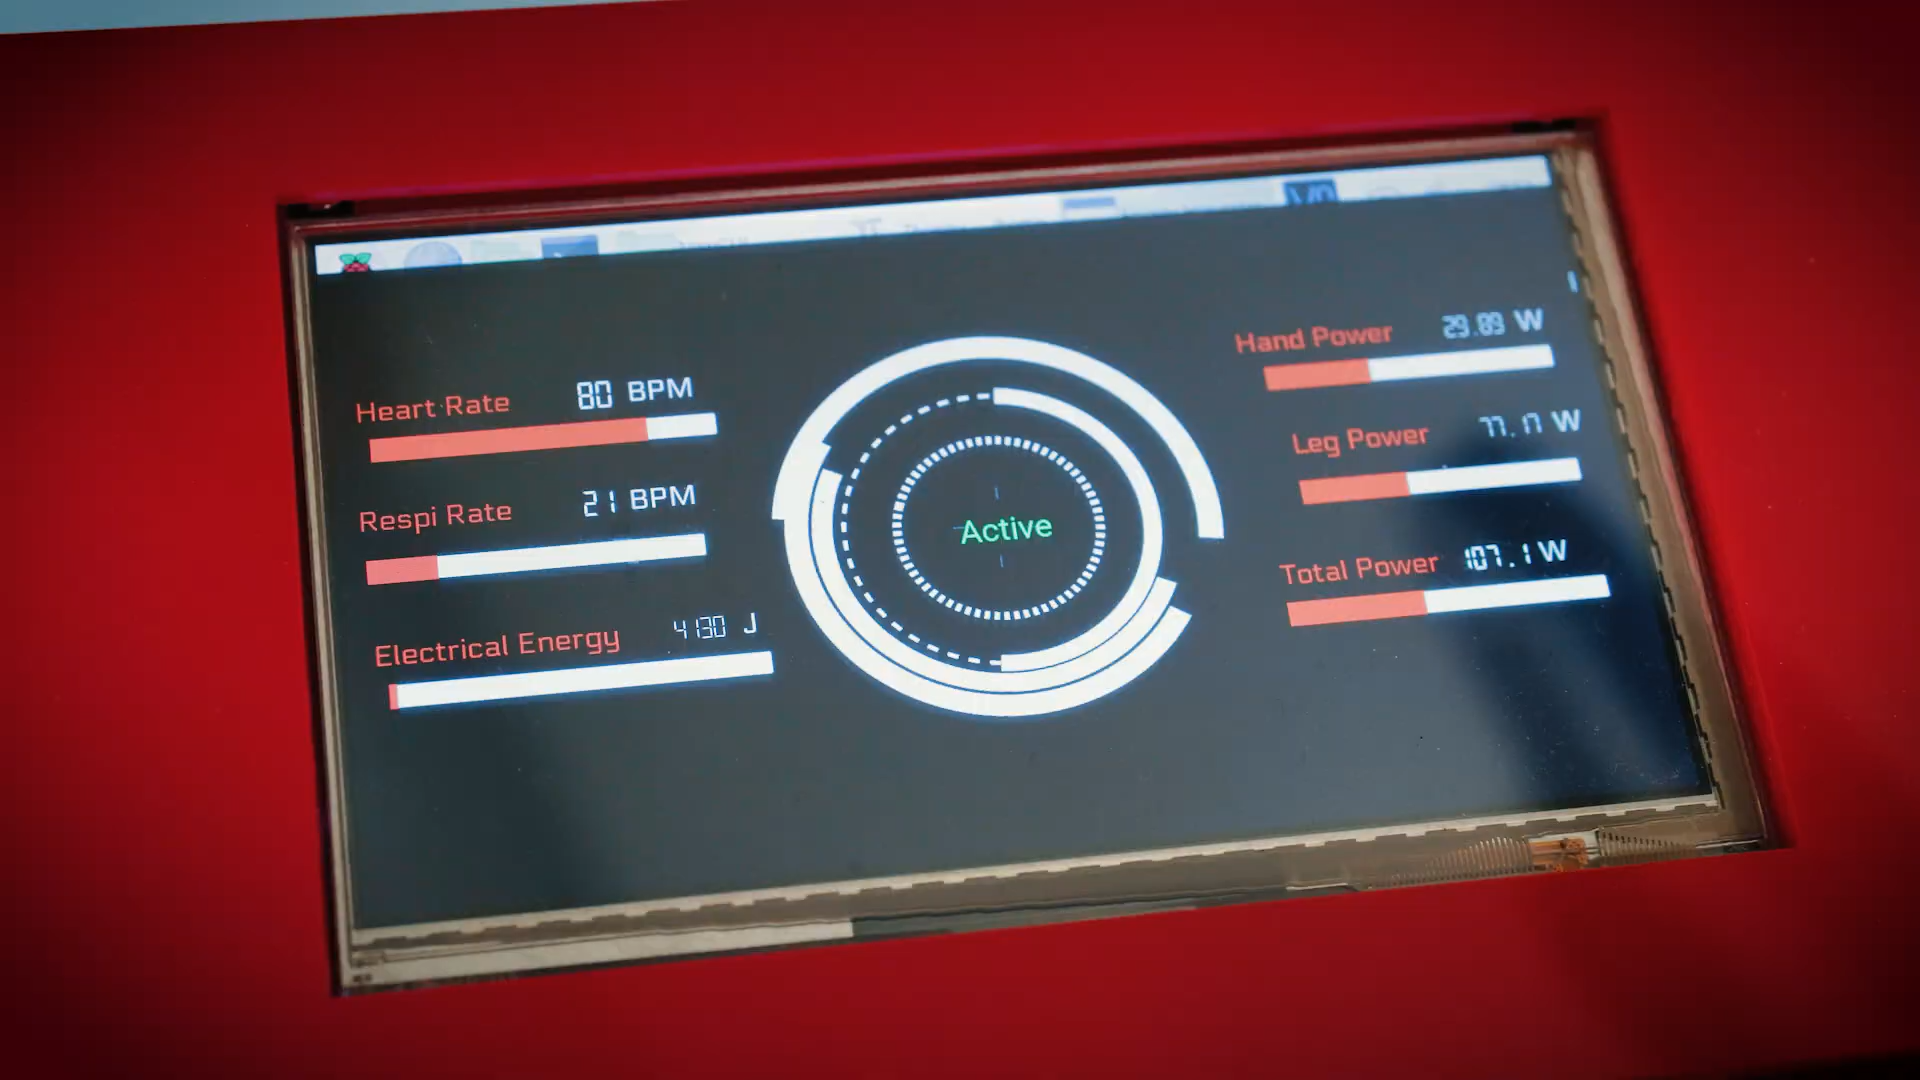 Heart Rate 80 BPM
Respi Rate 21 BPM
Electrical Energy 4130 J
Active
Hand Power 29.89 W
Leg Power 77.17 W
Total Power 107.1 W